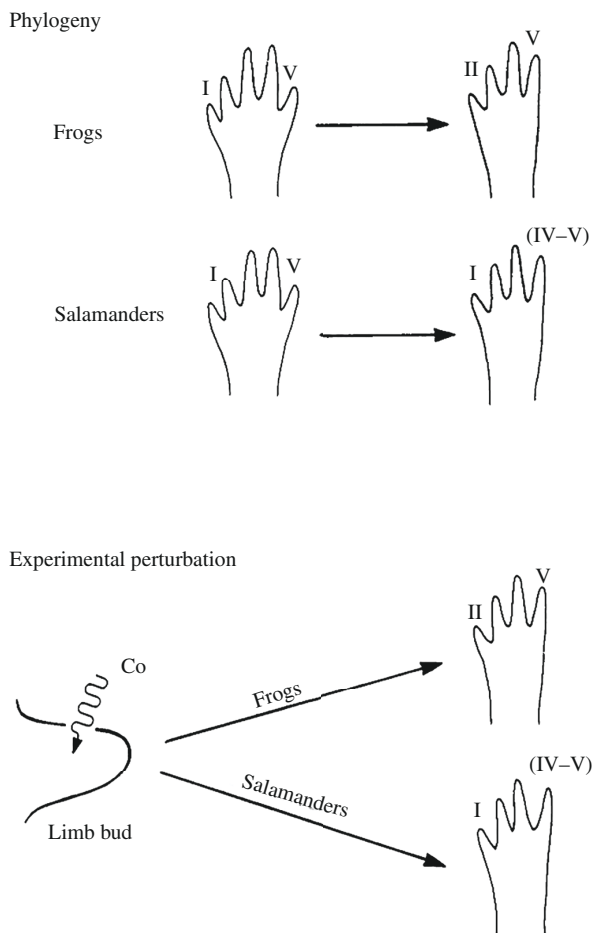 Phylogeny
I V II V
Frogs
(IV–V)
I V I
Salamanders
Experimental perturbation
V
II
Co
Frogs
(IV–V)
Salamanders
I
Limb bud